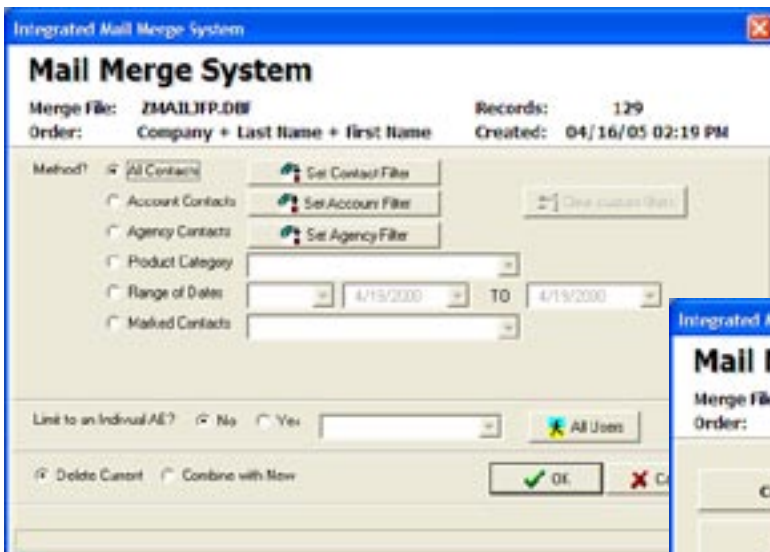 Integrated Mail Merge System
Mail Merge System
Merge File: ZMAILJFP.DBF Records: 129
Order: Company + Last Name + First Name Created: 04/16/05 02:19 PM
Method? All Contacts Set Contact Filter
Account Contacts Set Account Filter Clear custom filters
Agency Contacts Set Agency Filter
Product Category
Range of Dates 4/19/2000 TO 4/19/2000
Marked Contacts
Limit to an Indivual AE? No Yes All Users
Delete Current Combine with New OK
Integrated
Mail
Merge
Order: